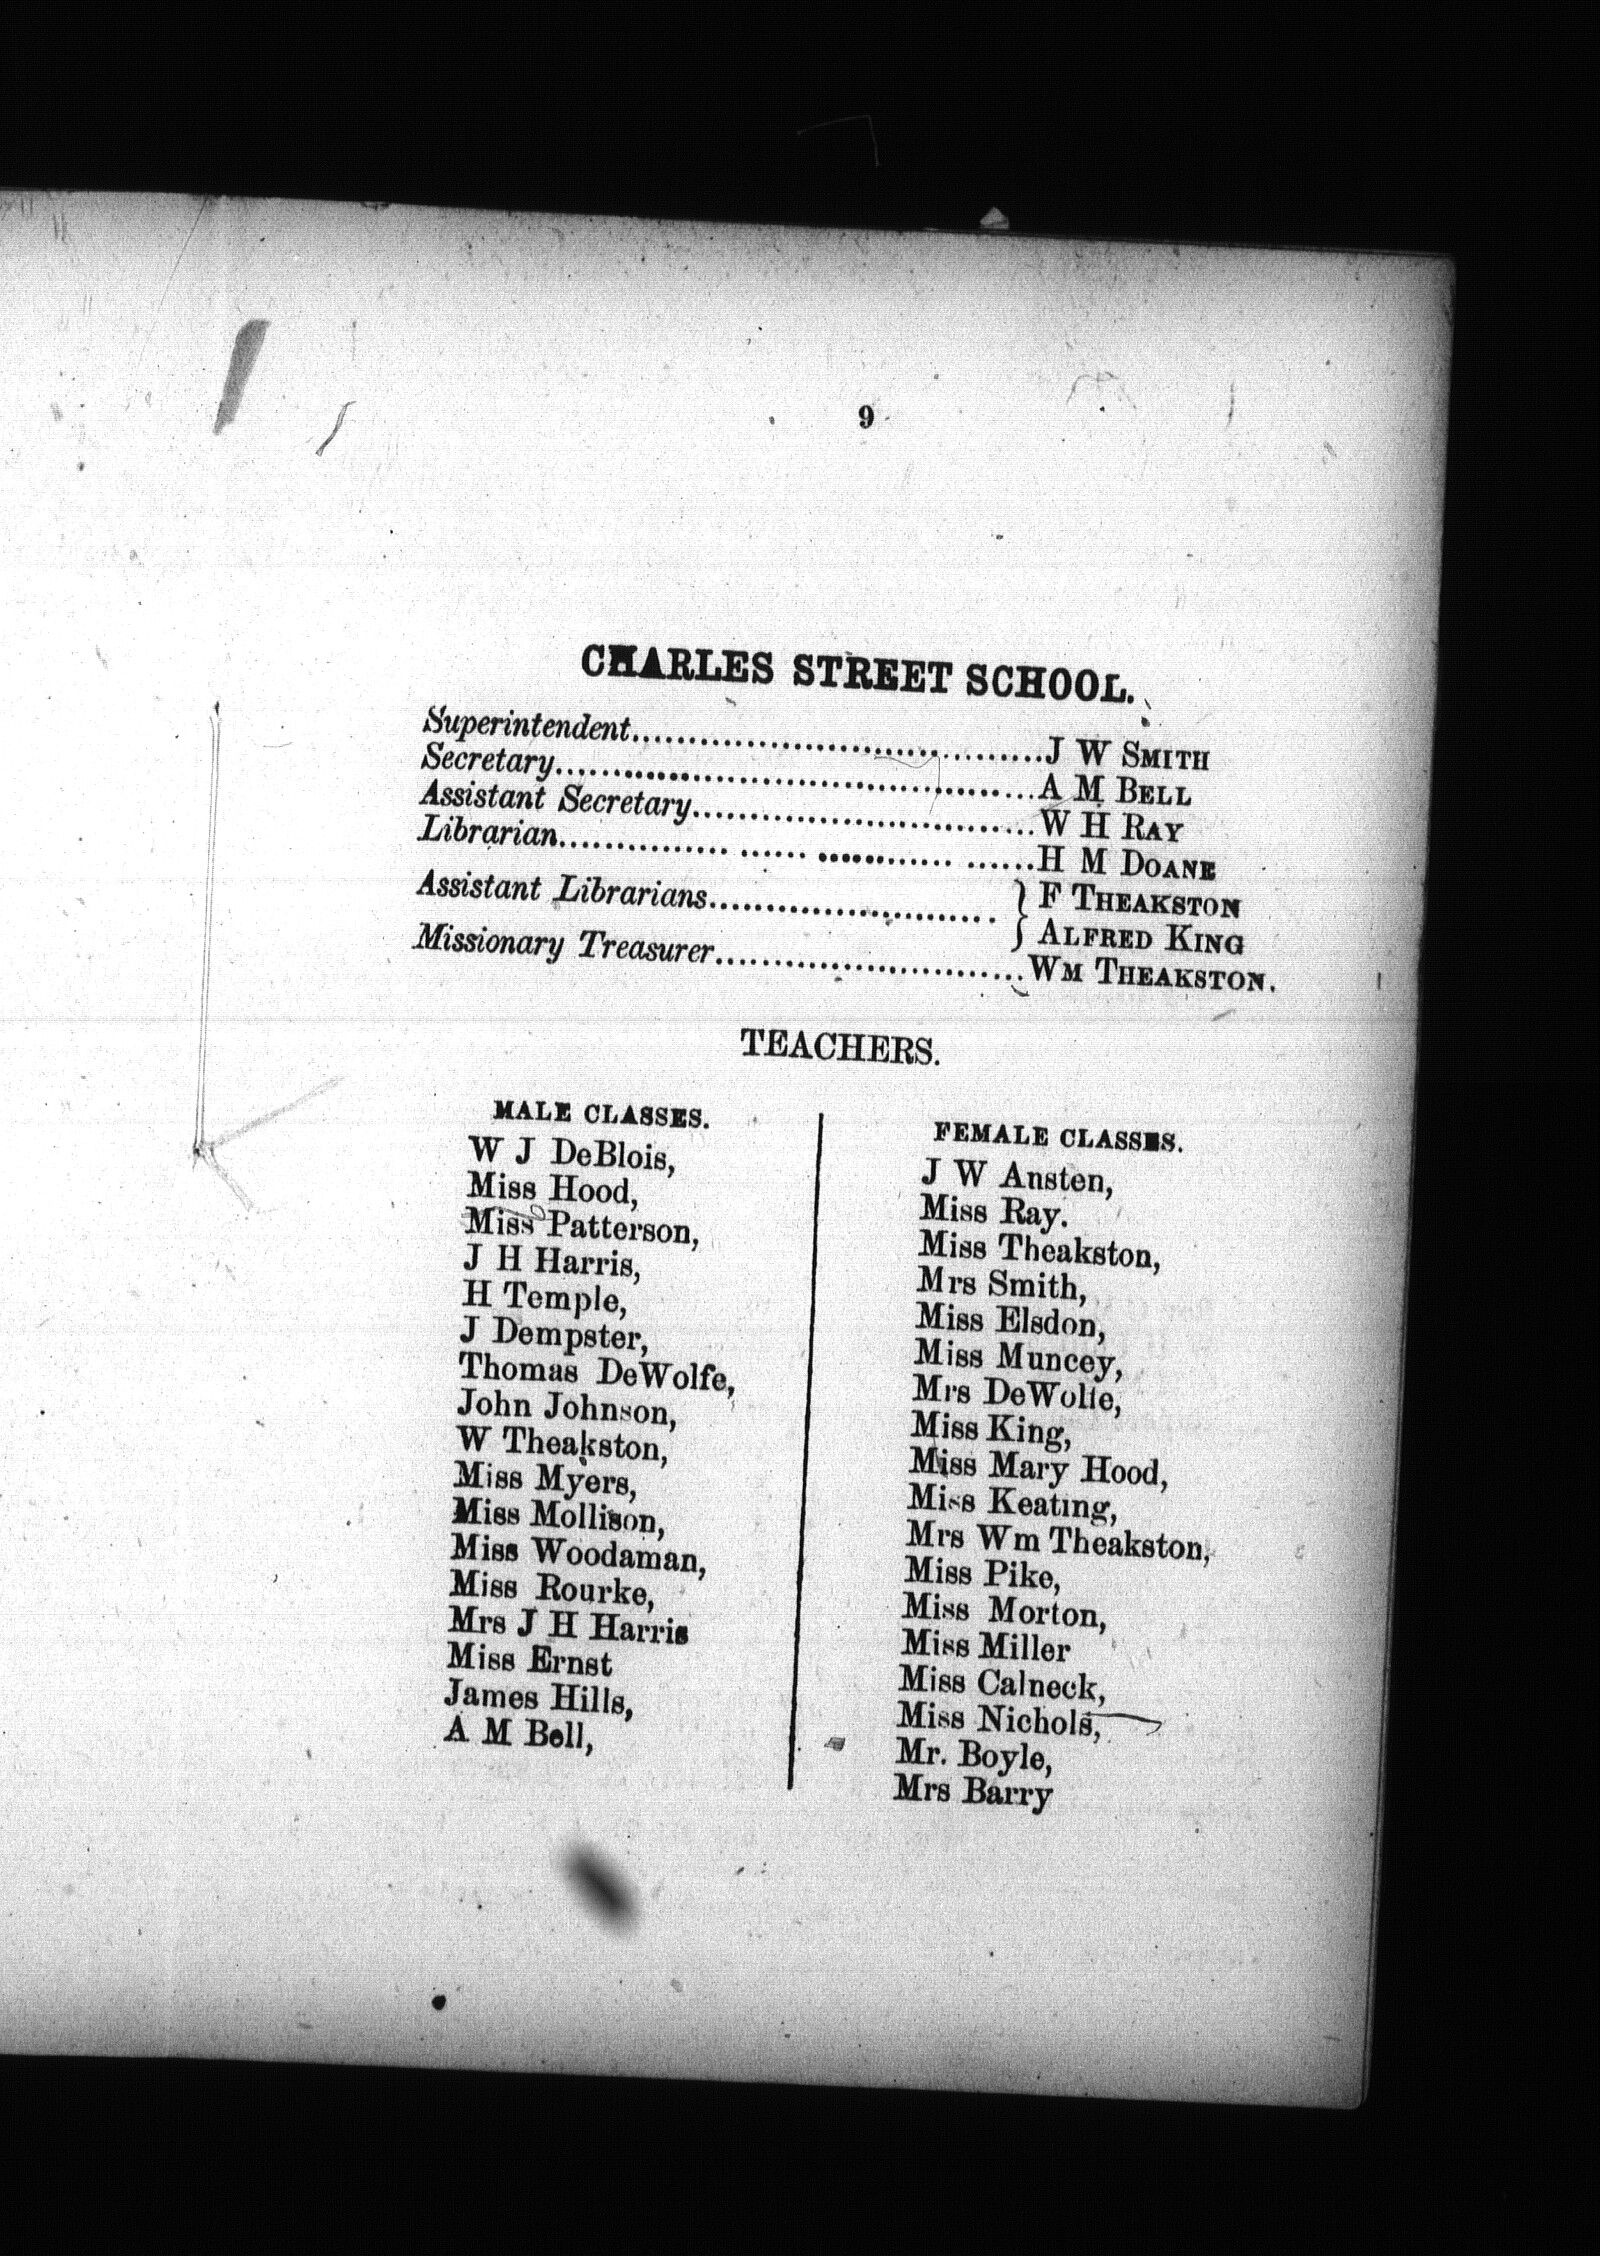 9
CHARLES STREET SCHOOL.
Superintendent............................................J W SMITH
Secretary....................................................A M BELL
Assistant Secretary....................................W H RAY
Librarian............... ...... ............... ......H M DOANE
Assistant Librarians......................... } F THEAKSTON
} ALFRED KING
Missionary Treasurer...........................WM THEAKSTON.
TEACHERS.
MALE CLASSES.
W J DeBlois,
Miss Hood,
Miss Patterson,
J H Harris,
H Temple,
J Dempster,
Thomas DeWolfe,
John Johnson,
W Theakston,
Miss Myers,
Miss Mollison,
Miss Woodaman,
Miss Rourke,
Mrs J H Harris
Miss Ernst
James Hills,
A M Bell,
FEMALE CLASSES.
J W Ansten,
Miss Ray.
Miss Theakston,
Mrs Smith,
Miss Elsdon,
Miss Muncey,
Mrs DeWolfe,
Miss King,
Miss Mary Hood,
Miss Keating,
Mrs Wm Theakston,
Miss Pike,
Miss Morton,
Miss Miller
Miss Calneck,
Miss Nichols,
Mr. Boyle,
Mrs Barry